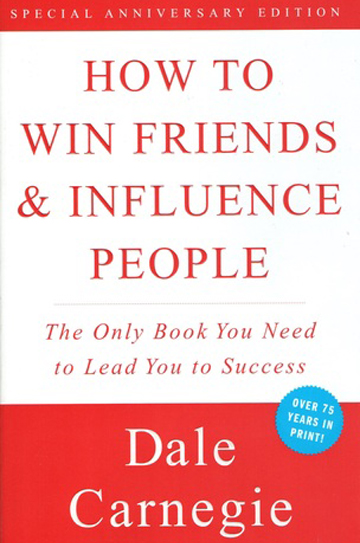 SPECIAL ANNIVERSARY EDITION
HOW TO
WIN FRIENDS
& INFLUENCE
PEOPLE
The Only Book You Need
to Lead You to Success
OVER 75
YEARS IN
PRINT!
Dale
Carnegie